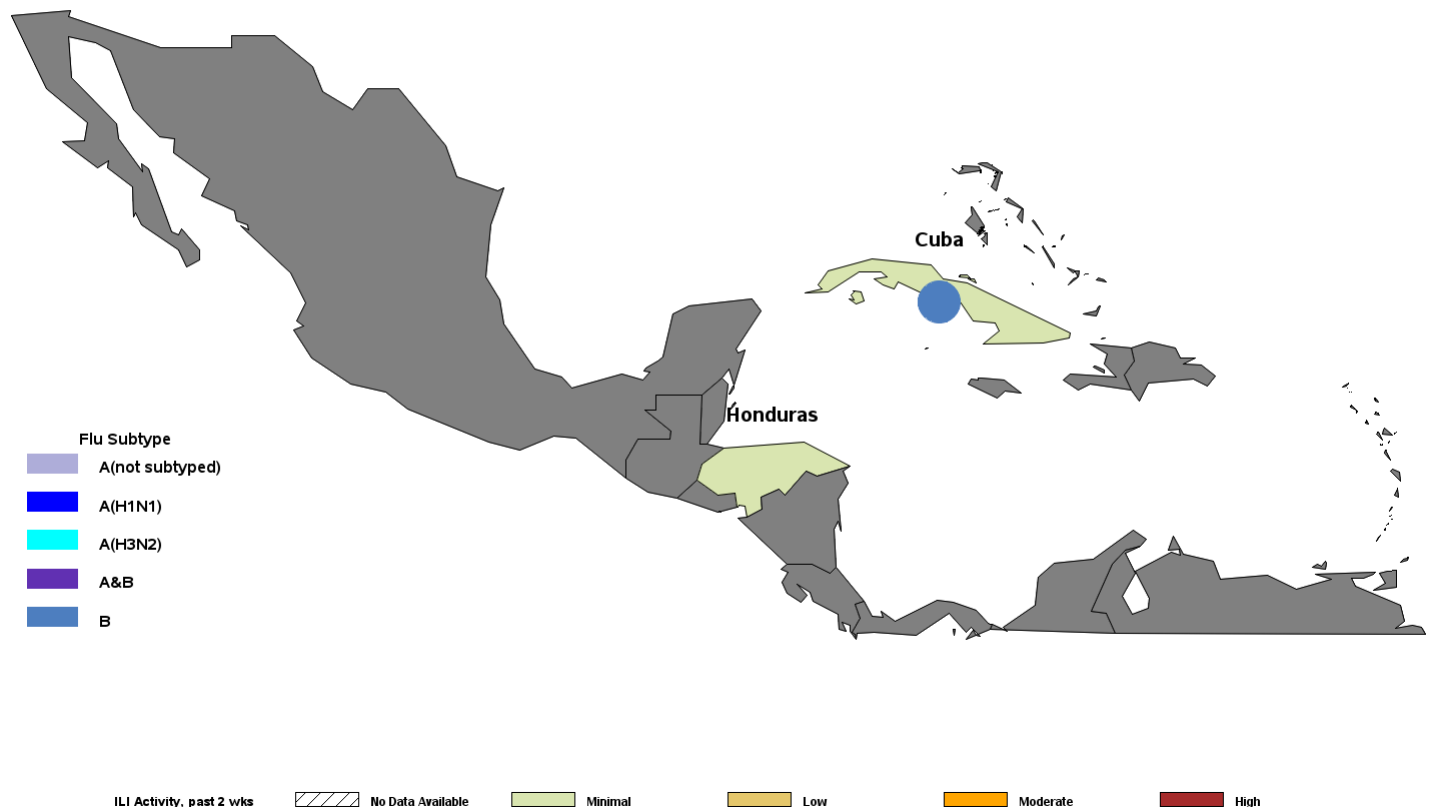 Cuba
Honduras
Flu Subtype
A(not subtyped)
A(H1N1)
A(H3N2)
A&B
B
ILI Activity, past 2 wks No Data Available Minimal Low Moderate High